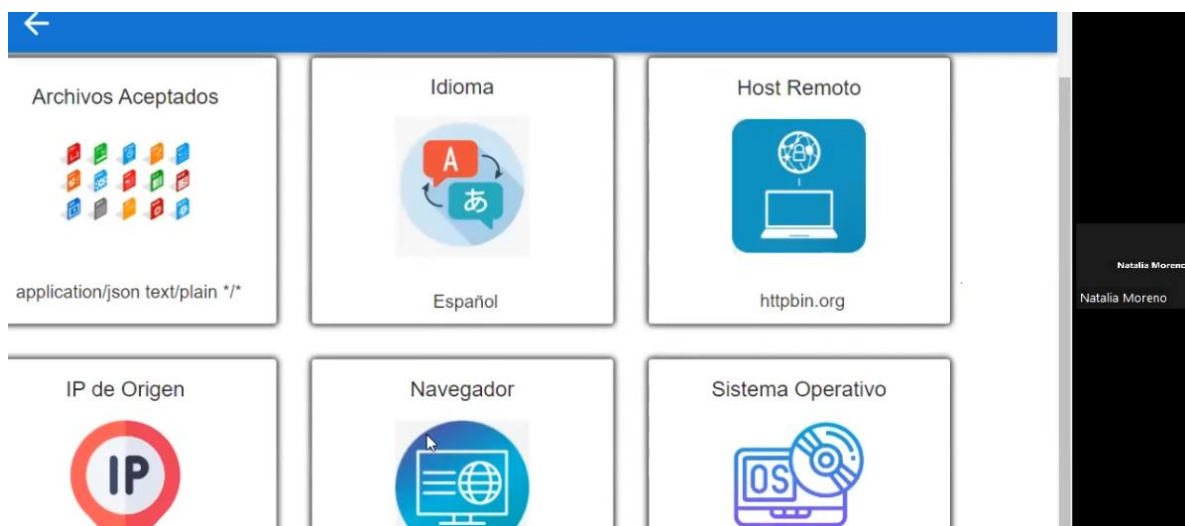 Archivos Aceptados
application/json text/plain */*
Idioma
A
あ
Español
Host Remoto
httpbin.org
IP de Origen
IP
Navegador
Sistema Operativo
OS
Natalia Moreno
Natalia Moreno